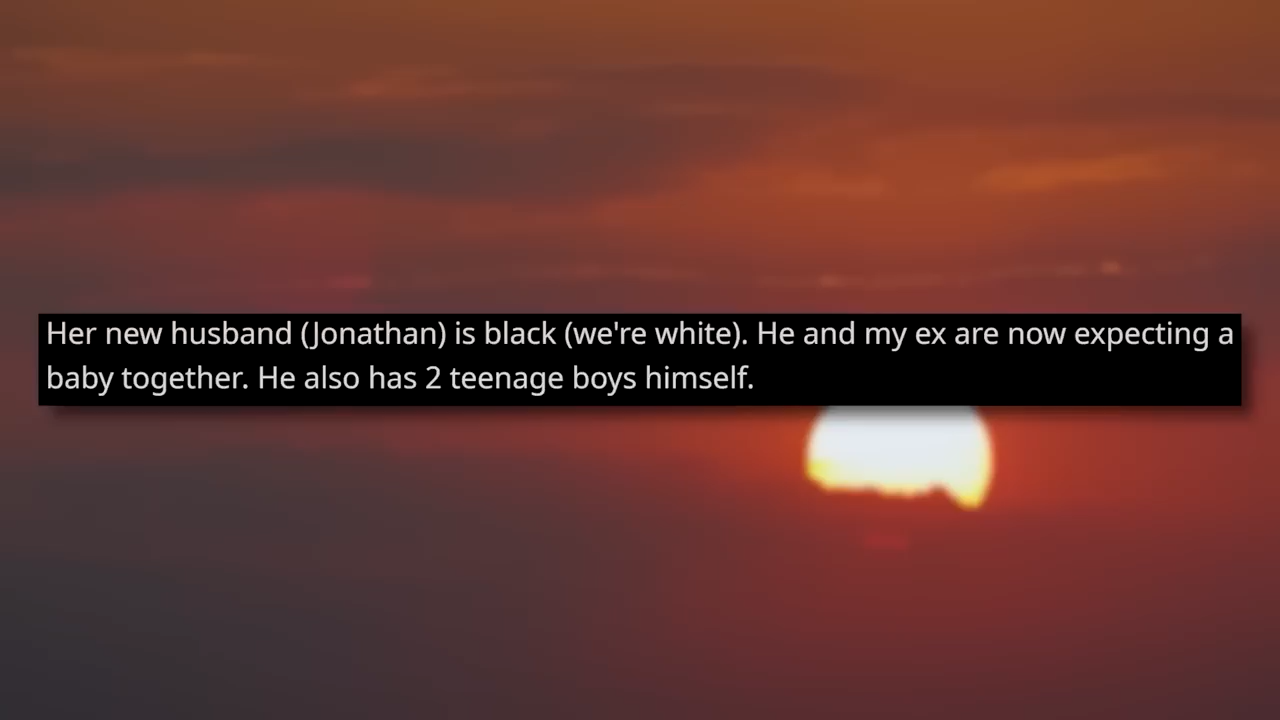 Her new husband (Jonathan) is black (we're white). He and my ex are now expecting a
baby together. He also has 2 teenage boys himself.